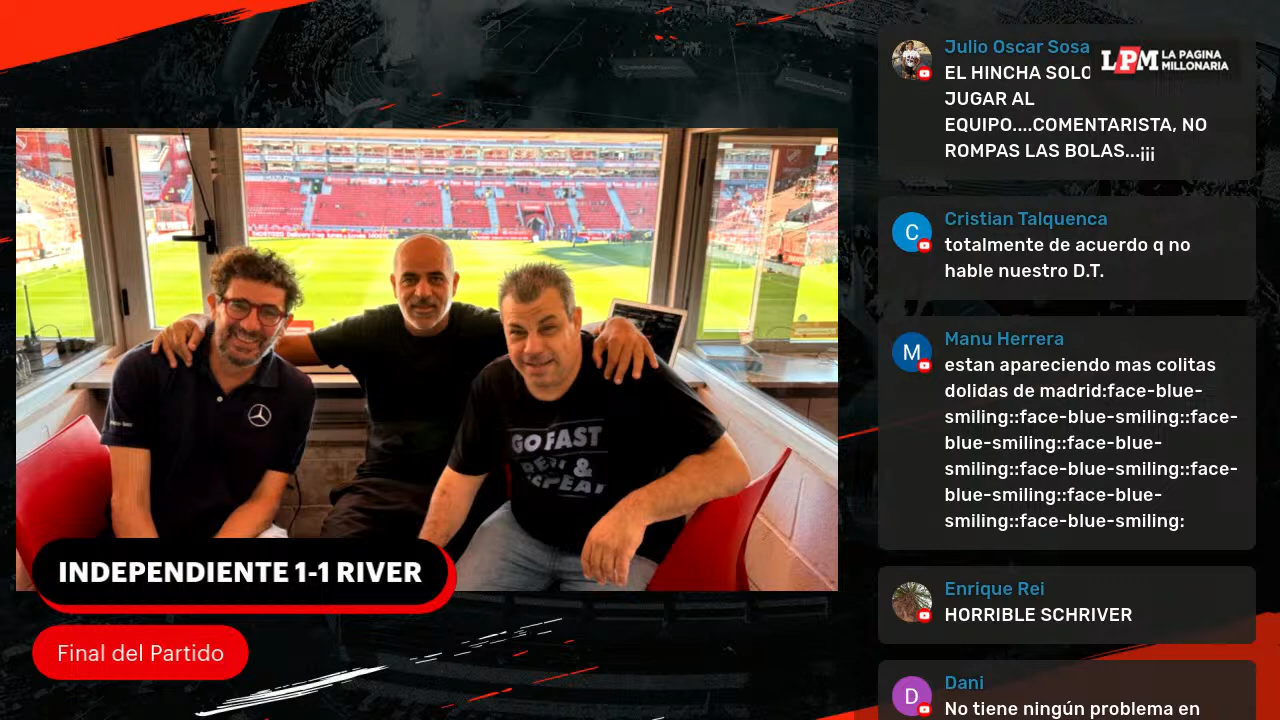 Julio Oscar Sosa
LPM LA PAGINA
MILLONARIA
EL HINCHA SOLO
JUGAR AL
EQUIPO....COMENTARISTA, NO
ROMPAS LAS BOLAS...¡¡¡
C
Cristian Talquenca
totalmente de acuerdo q no
hable nuestro D.T.
M
Manu Herrera
estan apareciendo mas colitas
dolidas de madrid:face-blue-
smiling::face-blue-smiling::face-
blue-smiling::face-blue-
smiling::face-blue-smiling::face-
blue-smiling::face-blue-
smiling::face-blue-smiling:
Enrique Rei
HORRIBLE SCHRIVER
D
Dani
No tiene ningún problema en
GO FAST
&
INDEPENDIENTE 1-1 RIVER
Final del Partido